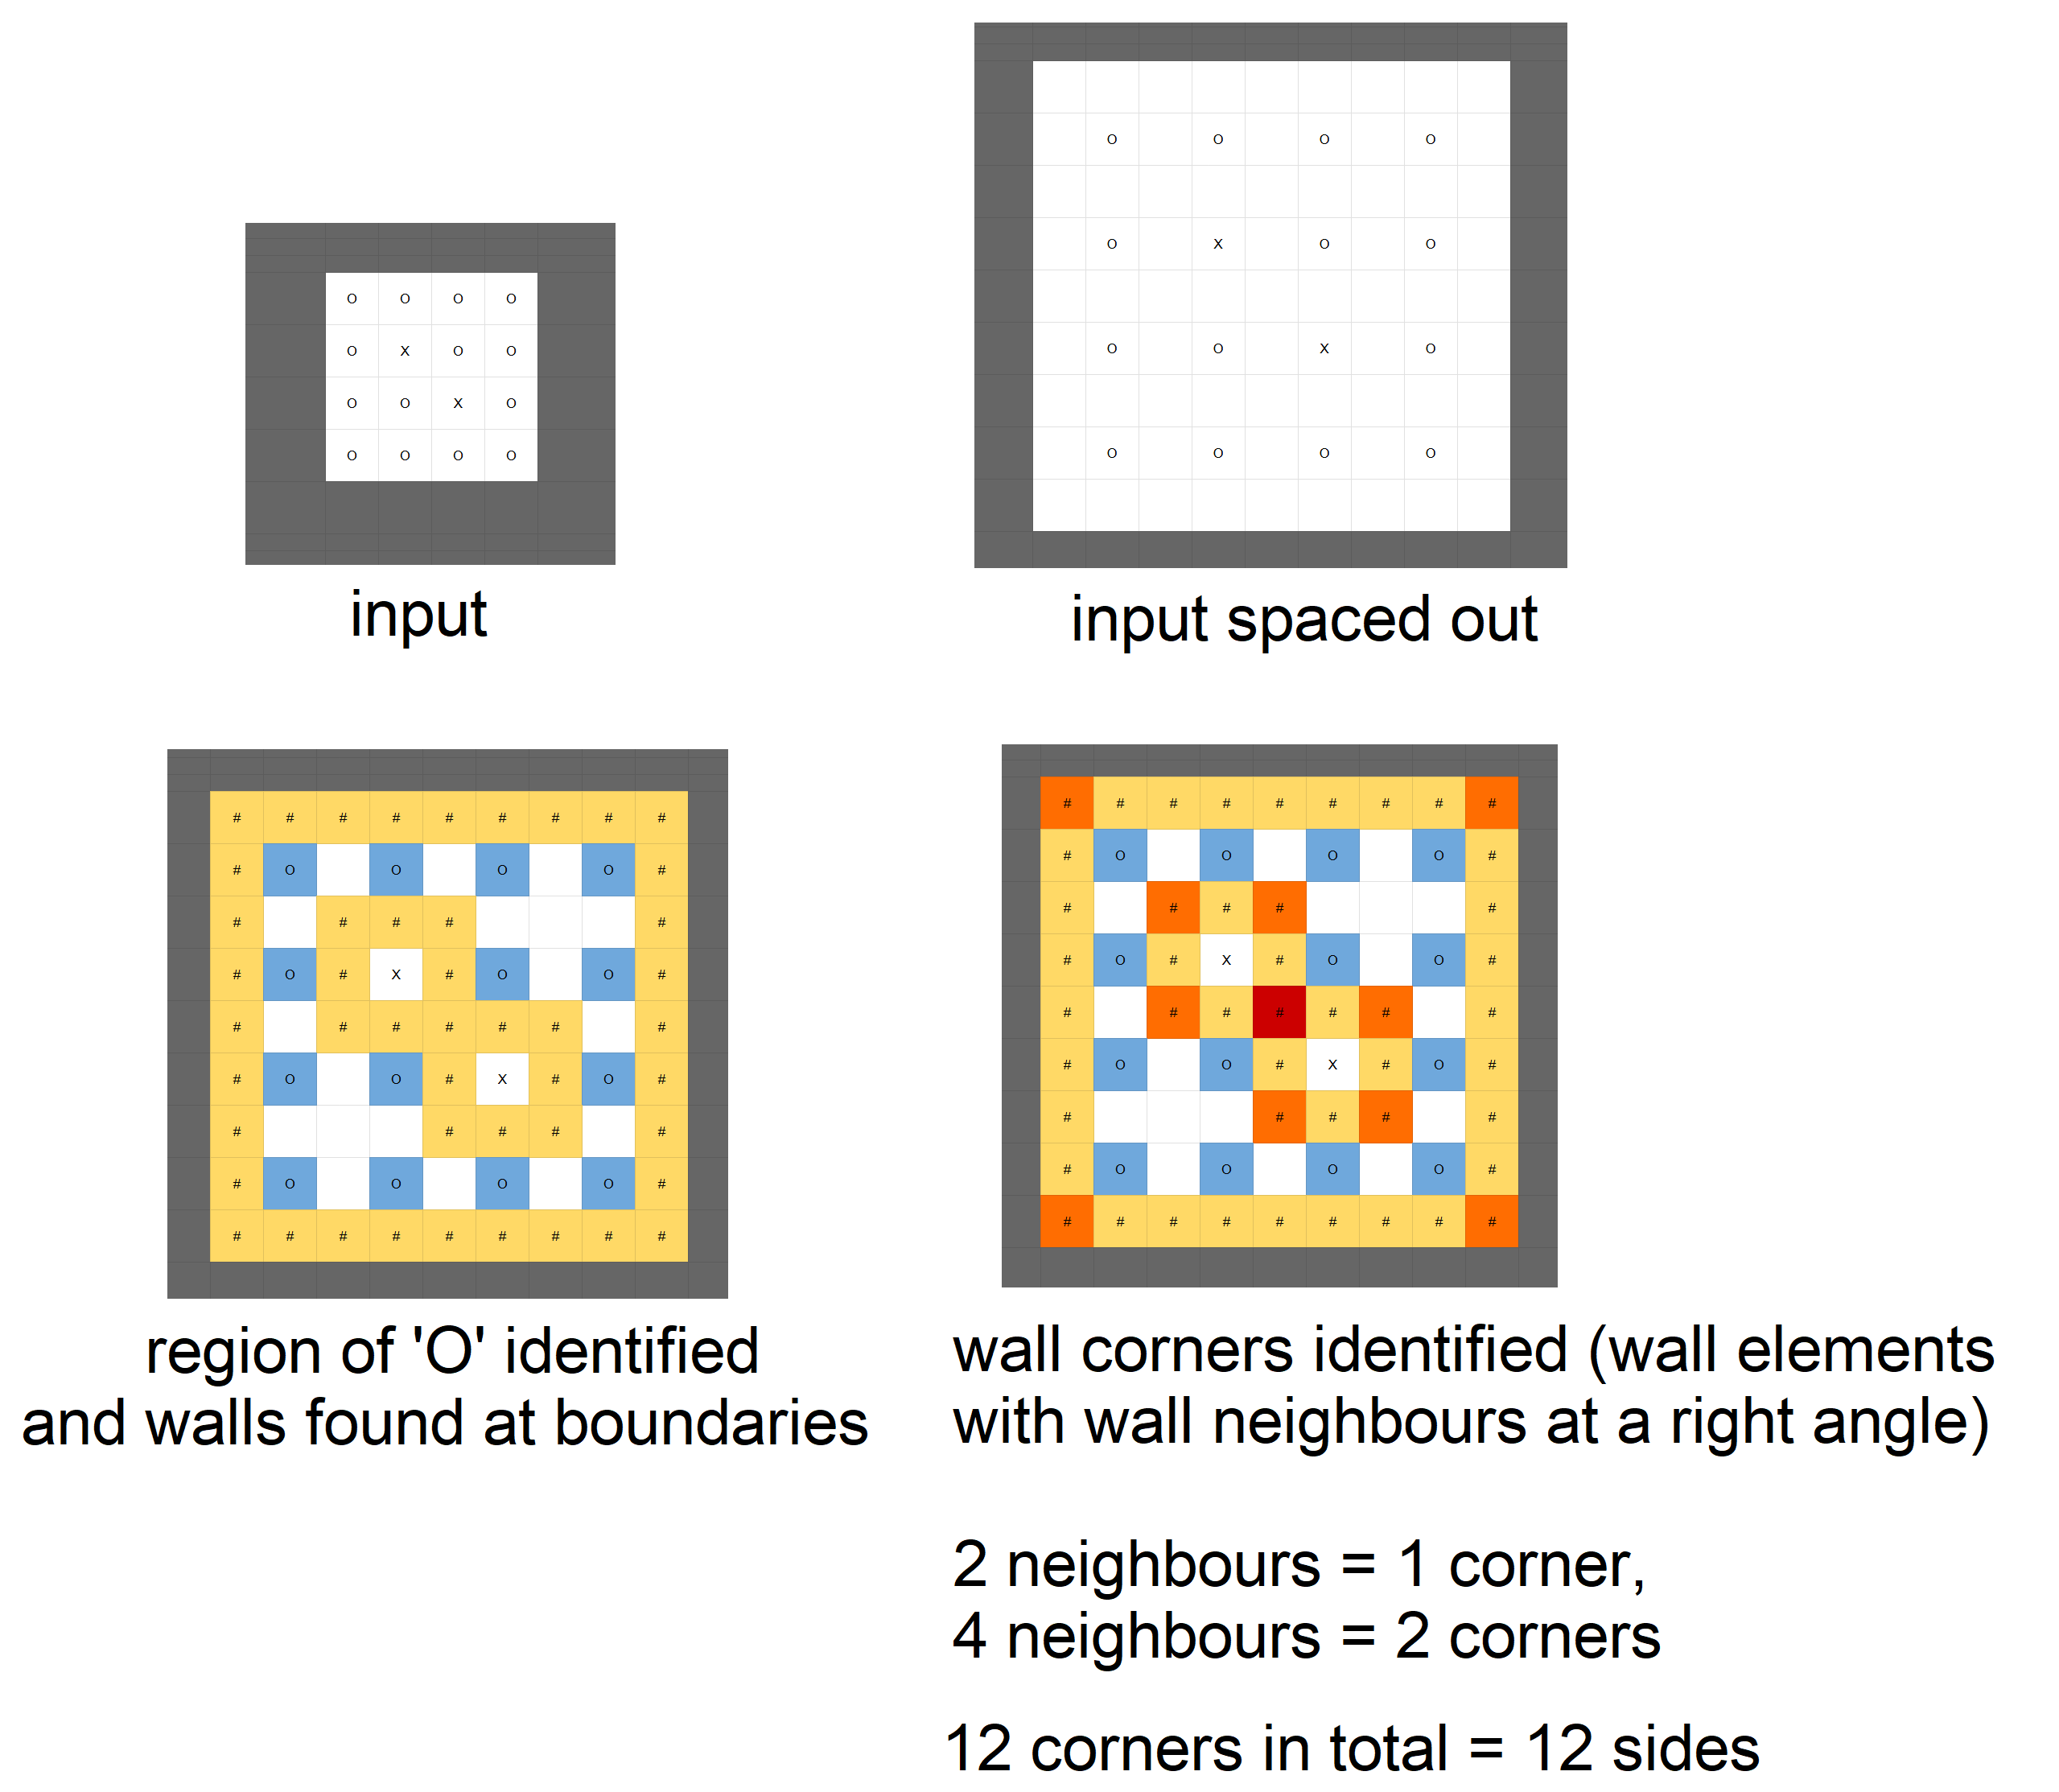 O O O O
O X O O
O O X O
O O O O
input
O O O O
O X O O
O O X O
O O O O
input spaced out
# # # # # # # # #
# O O O O #
# # # # #
# O # X # O O #
# # # # # # #
# O O # X # O #
# # # # #
# O O O O #
# # # # # # # # #
region of 'O' identified
and walls found at boundaries
# # # # # # # # #
# O O O O #
# # # # #
# O # X # O O #
# # # # # # #
# O O # X # O #
# # # # #
# O O O O #
# # # # # # # # #
wall corners identified (wall elements
with wall neighbours at a right angle)
2 neighbours = 1 corner,
4 neighbours = 2 corners
12 corners in total = 12 sides